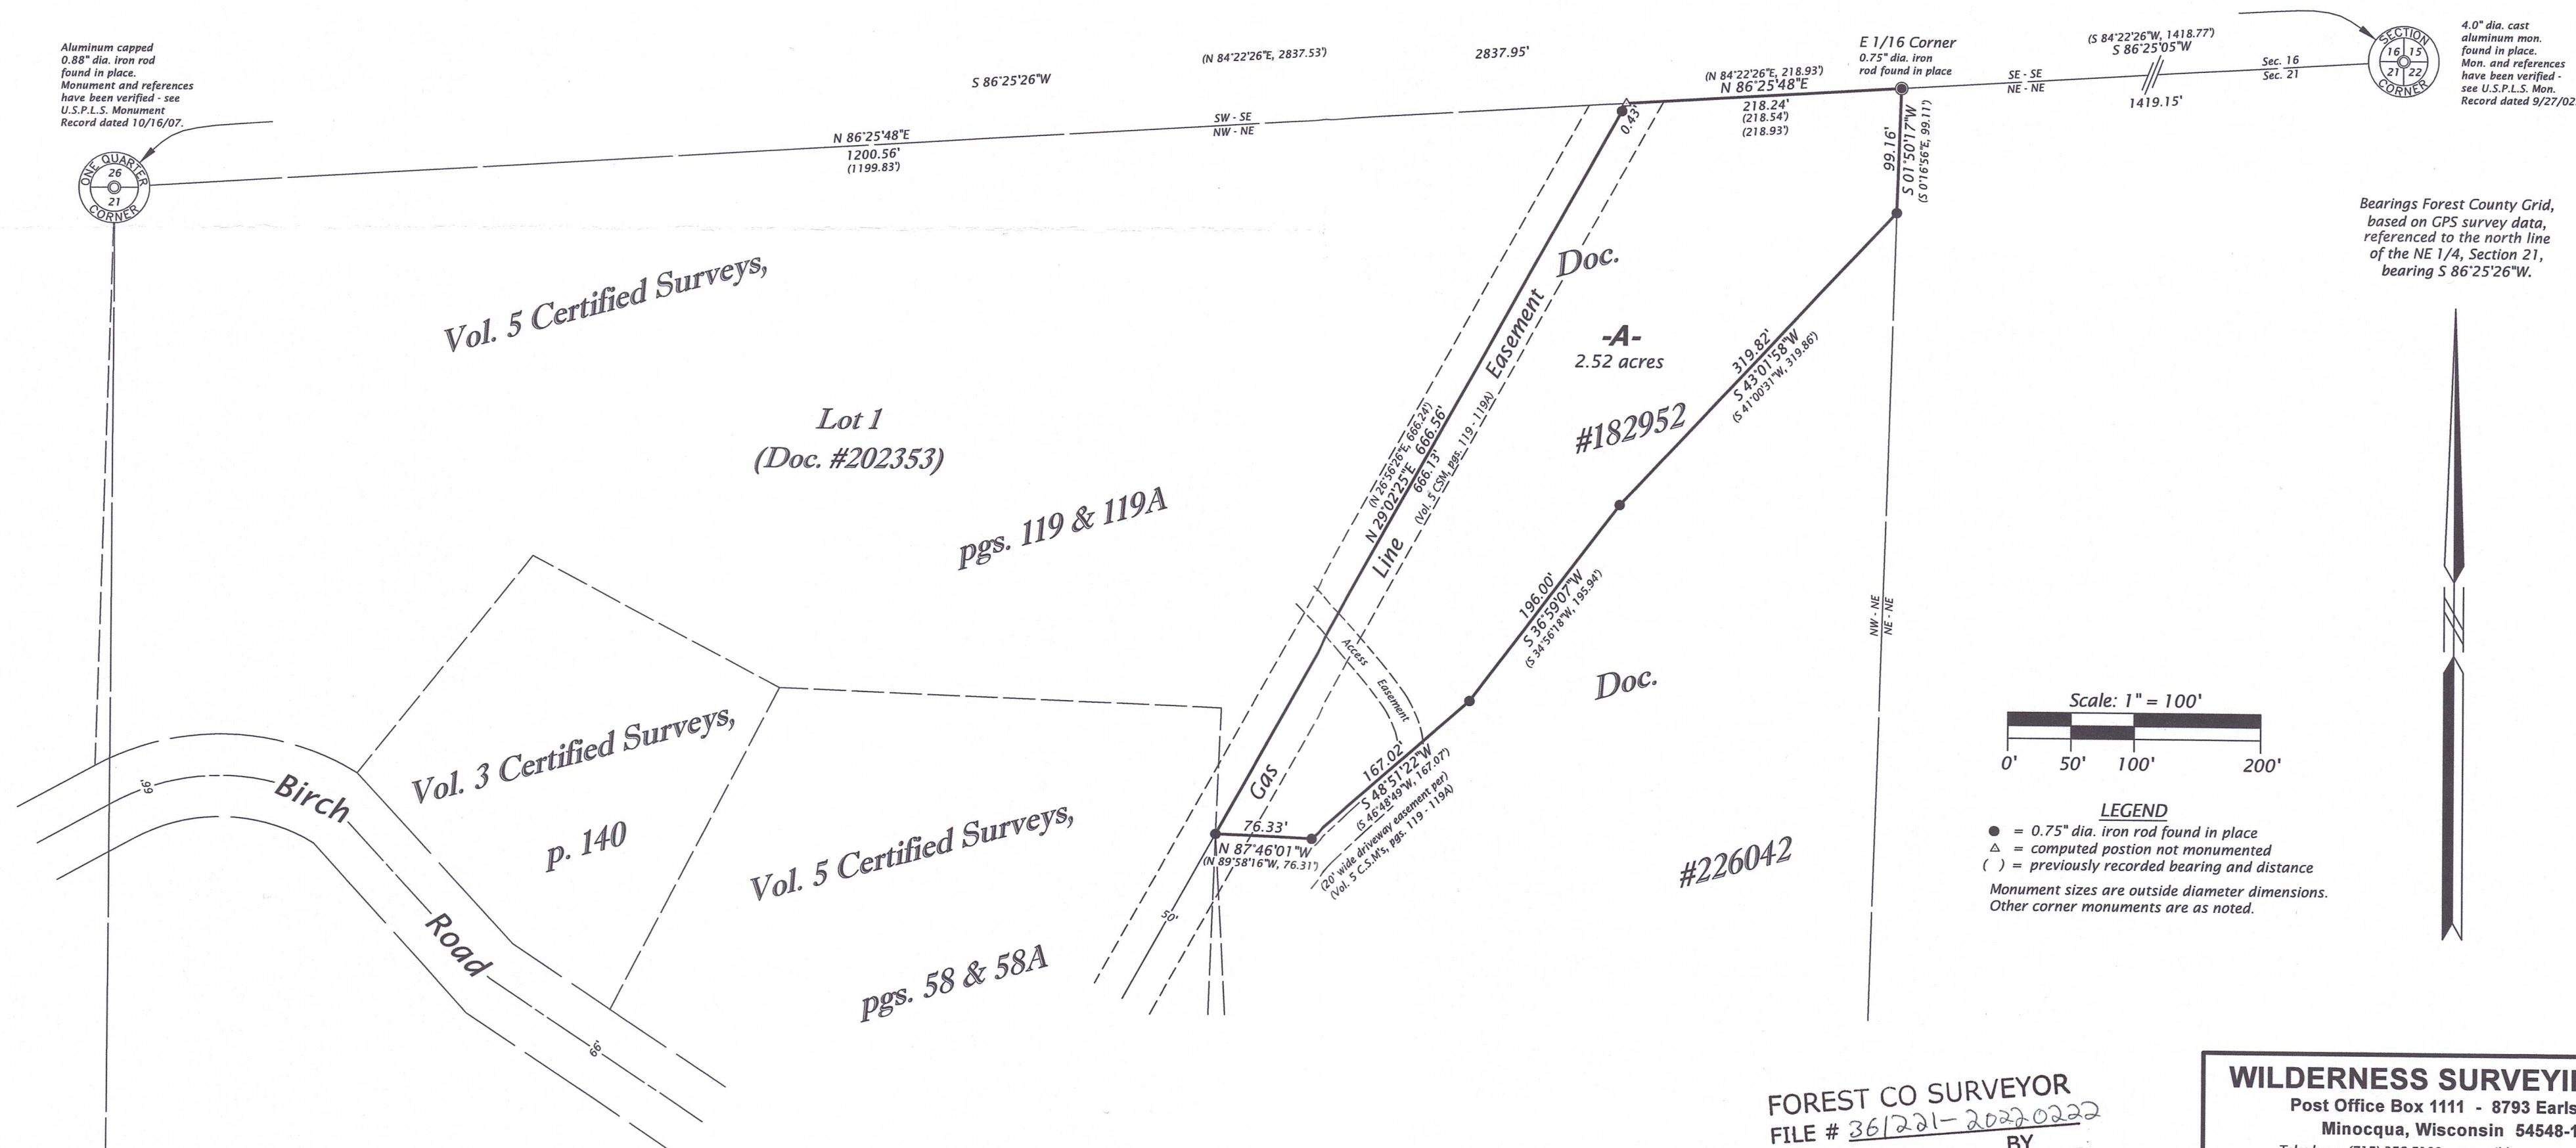 Aluminum capped
0.88" dia. iron rod
found in place.
Monument and references
have been verified - see
U.S.P.L.S. Monument
Record dated 10/16/07.
ONE QUARTER
26
21
CORNER
S 86°25'26"W
(N 84°22'26"E, 2837.53')
2837.95'
N 86°25'48"E
1200.56'
(1199.83')
SW - SE
NW - NE
E 1/16 Corner
0.75" dia. iron
rod found in place
(N 84°22'26"E, 218.93')
N 86°25'48"E
218.24'
(218.54')
(218.93')
0.43'
SE - SE
NE - NE
(S 84°22'26"W, 1418.77')
S 86°25'05"W
1419.15'
Sec. 16
Sec. 21
SECTION
16 15
21 22
CORNER
4.0" dia. cast
aluminum mon.
found in place.
Mon. and references
have been verified -
see U.S.P.L.S. Mon.
Record dated 9/27/02
99.16'
S 01°50'17"W
(S 0°16'56"E, 99.11')
Bearings Forest County Grid,
based on GPS survey data,
referenced to the north line
of the NE 1/4, Section 21,
bearing S 86°25'26"W.
Vol. 5 Certified Surveys,
Lot 1
(Doc. #202353)
pgs. 119 & 119A
Doc.
-A-
2.52 acres
#182952
319.82'
S 43°01'58"W
(S 41°00'31"W, 319.86')
(N 26°56'26"E, 666.24')
N 29°02'25"E 666.56'
666.13'
(Vol. 5 CSM, pgs. 119 - 119A)
Gas Line Easement
Access
Easement
196.00'
S 36°59'07"W
(S 34°56'18"W, 195.94')
NW - NE
NE - NE
Doc.
#226042
167.02'
S 48°51'22"W
(S 46°48'49"W, 167.07')
(20' wide driveway easement per)
(Vol. 5 C.S.M's, pgs. 119 - 119A)
76.33'
N 87°46'01"W
(N 89°58'16"W, 76.31')
50'
Vol. 3 Certified Surveys,
p. 140
Vol. 5 Certified Surveys,
pgs. 58 & 58A
66'
Birch
Road
66'
Scale: 1" = 100'
0' 50' 100' 200'
LEGEND
● = 0.75" dia. iron rod found in place
△ = computed postion not monumented
( ) = previously recorded bearing and distance
Monument sizes are outside diameter dimensions.
Other corner monuments are as noted.
FOREST CO SURVEYOR
FILE # 361221-20220222
BY
WILDERNESS SURVEYI
Post Office Box 1111 - 8793 Earls
Minocqua, Wisconsin 54548-1